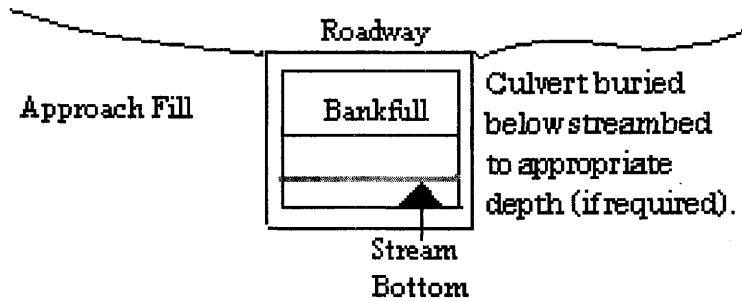 Roadway
Approach Fill
Bankfull
Culvert buried
below streambed
to appropriate
depth (if required).
Stream
Bottom